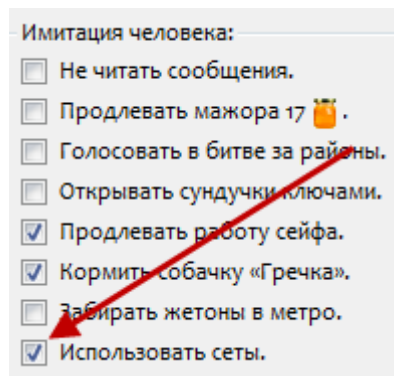 Имитация человека:
Не читать сообщения.
Продлевать мажора 17 .
Голосовать в битве за районы.
Открывать сундучки ключами.
Продлевать работу сейфа.
Кормить собачку «Гречка».
Забирать жетоны в метро.
Использовать сеты.